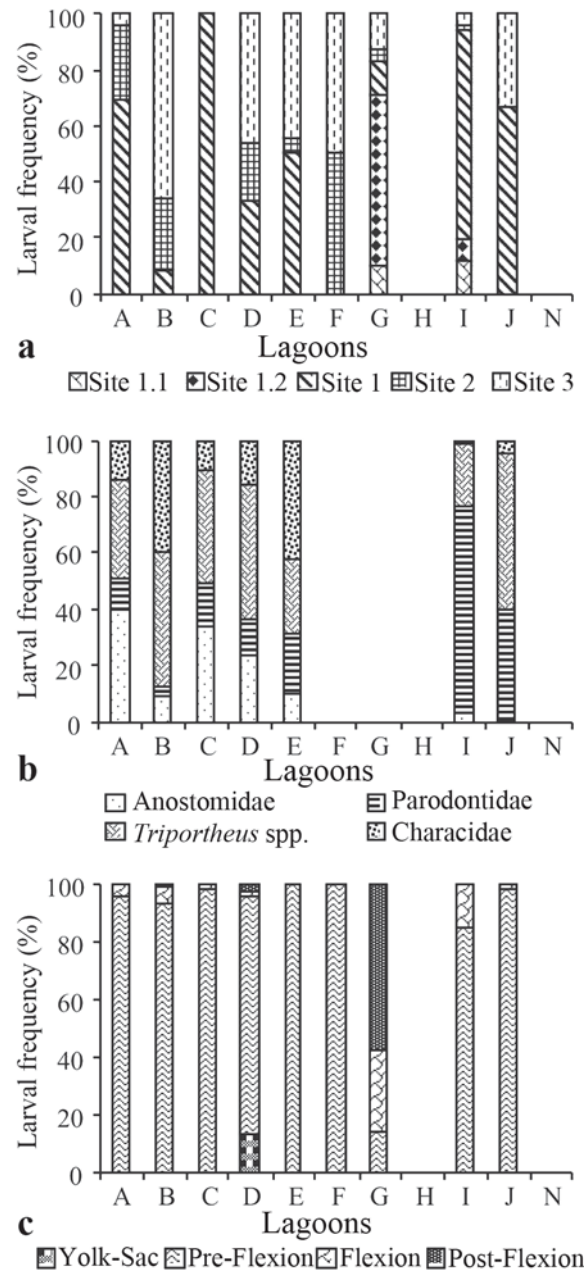 100
80
60
40
20
0
Larval frequency (%)
A B C D E F G H I J N
a
Lagoons
Site 1.1 Site 1.2 Site 1 Site 2 Site 3
100
80
60
40
20
0
Larval frequency (%)
A B C D E F G H I J N
b
Lagoons
Anostomidae Parodontidae
Triportheus spp. Characidae
100
80
60
40
20
0
Larval frequency (%)
A B C D E F G H I J N
c
Lagoons
Yolk-Sac Pre-Flexion Flexion Post-Flexion